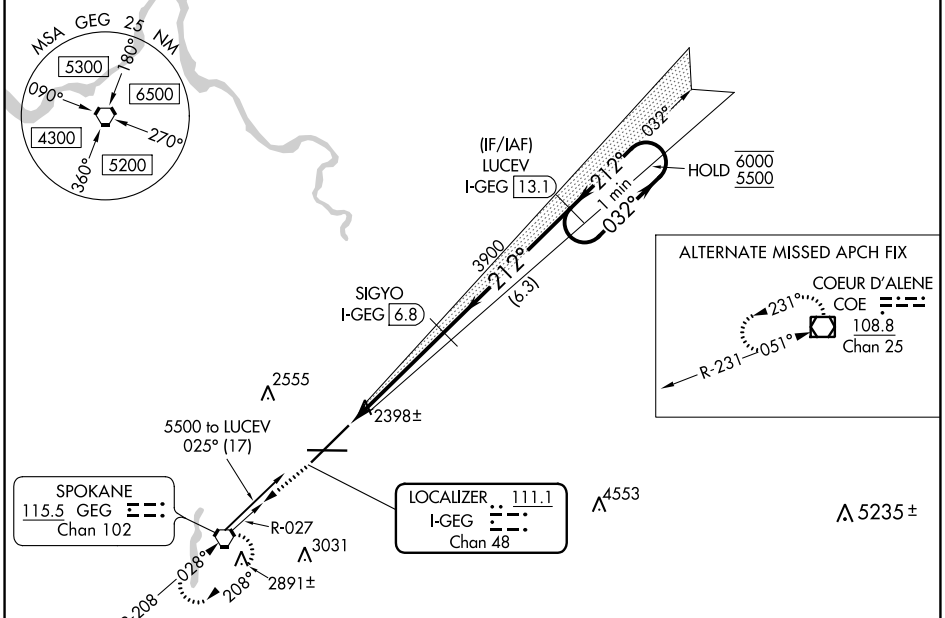 MSA GEG 25 NM
180°
5300
6500
090°
270°
4300
5200
360°
(IF/IAF)
LUCEV
I-GEG 13.1
032°
212°
1 min
032°
HOLD 6000
5500
3900
212°
(6.3)
SIGYO
I-GEG 6.8
ALTERNATE MISSED APCH FIX
COEUR D'ALENE
COE
108.8
Chan 25
231°
051°
R-231
2555
2398±
5500 to LUCEV
025° (17)
SPOKANE
115.5 GEG
Chan 102
R-027
LOCALIZER 111.1
I-GEG
Chan 48
4553
5235±
3031
2891±
028°
208°
-208